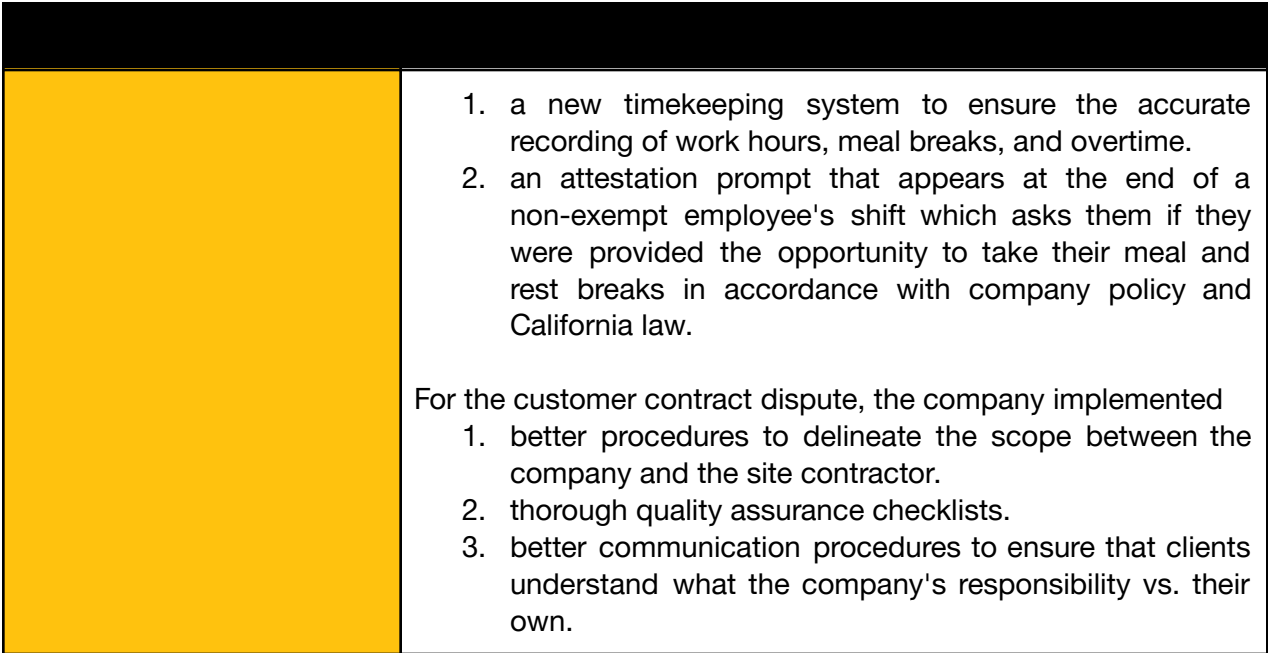 1. a new timekeeping system to ensure the accurate
recording of work hours, meal breaks, and overtime.
2. an attestation prompt that appears at the end of a
non-exempt employee's shift which asks them if they
were provided the opportunity to take their meal and
rest breaks in accordance with company policy and
California law.
For the customer contract dispute, the company implemented
1. better procedures to delineate the scope between the
company and the site contractor.
2. thorough quality assurance checklists.
3. better communication procedures to ensure that clients
understand what the company's responsibility vs. their
own.